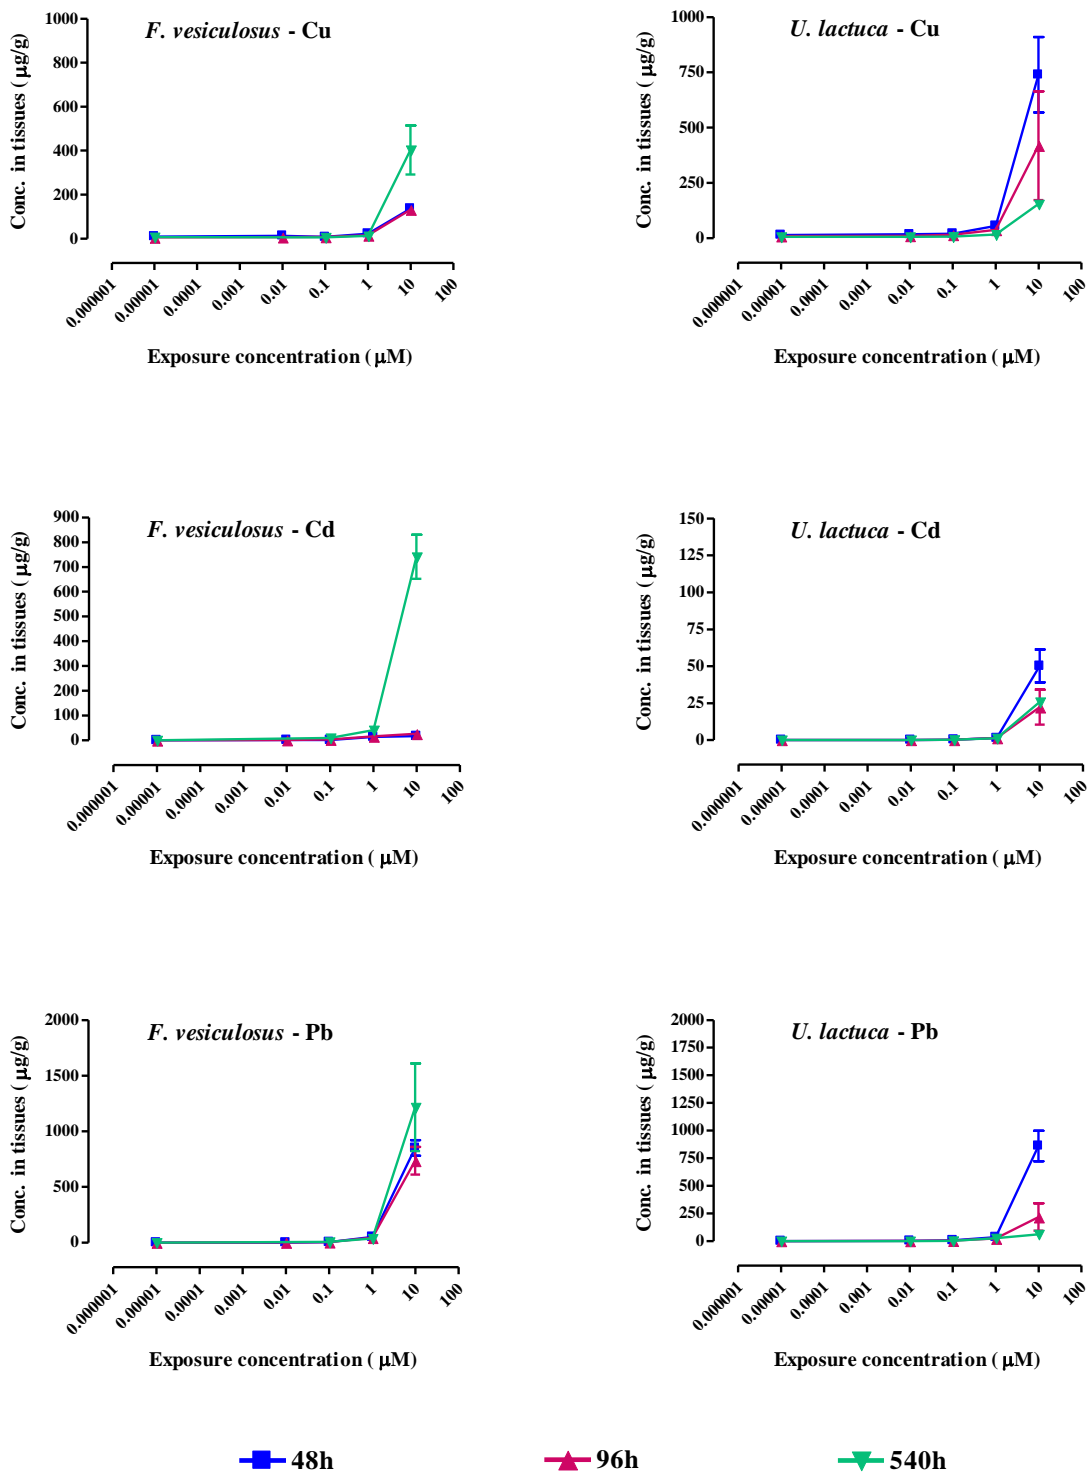 F. vesiculosus - Cu
Conc. in tissues ( μg/g)
1000
800
600
400
200
0
0.000001 0.00001 0.0001 0.001 0.01 0.1 1 10 100
Exposure concentration ( μM)
U. lactuca - Cu
Conc. in tissues ( μg/g)
1000
750
500
250
0
0.000001 0.00001 0.0001 0.001 0.01 0.1 1 10 100
Exposure concentration ( μM)
F. vesiculosus - Cd
Conc. in tissues ( μg/g)
900
800
700
600
500
400
300
200
100
0
0.000001 0.00001 0.0001 0.001 0.01 0.1 1 10 100
Exposure concentration ( μM)
U. lactuca - Cd
Conc. in tissues ( μg/g)
150
125
100
75
50
25
0
0.000001 0.00001 0.0001 0.001 0.01 0.1 1 10 100
Exposure concentration ( μM)
F. vesiculosus - Pb
Conc. in tissues ( μg/g)
2000
1500
1000
500
0
0.000001 0.00001 0.0001 0.001 0.01 0.1 1 10 100
Exposure concentration ( μM)
U. lactuca - Pb
Conc. in tissues ( μg/g)
2000
1750
1500
1250
1000
750
500
250
0
0.000001 0.00001 0.0001 0.001 0.01 0.1 1 10 100
Exposure concentration ( μM)
48h 96h 540h